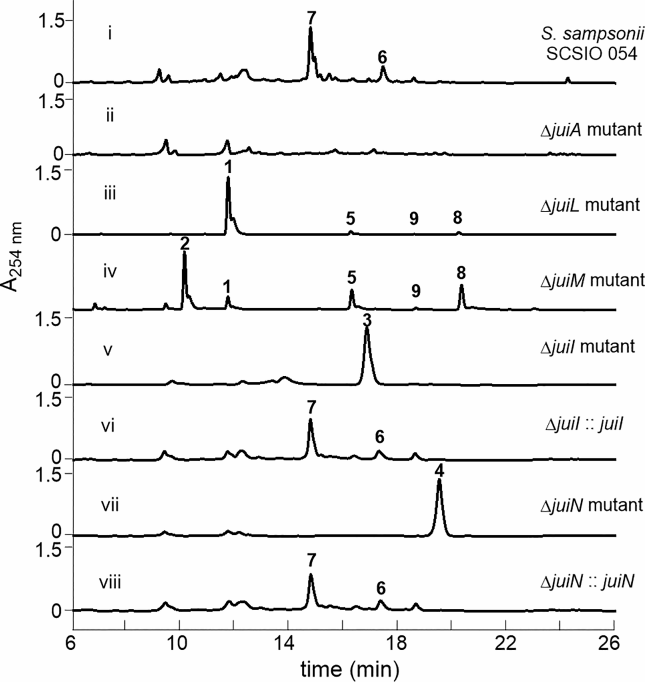 A254 nm
1.5
0
i
7
6
S. sampsonii
SCSIO 054
1.5
0
ii
ΔjuiA mutant
1.5
0
iii
1
5
9
8
ΔjuiL mutant
iv
2
1
5
9
8
ΔjuiM mutant
1.5
0
v
3
ΔjuiI mutant
1.5
0
vi
7
6
ΔjuiI :: juiI
1.5
0
vii
4
ΔjuiN mutant
1.5
0
viii
7
6
ΔjuiN :: juiN
6
10
14
18
22
26
time (min)